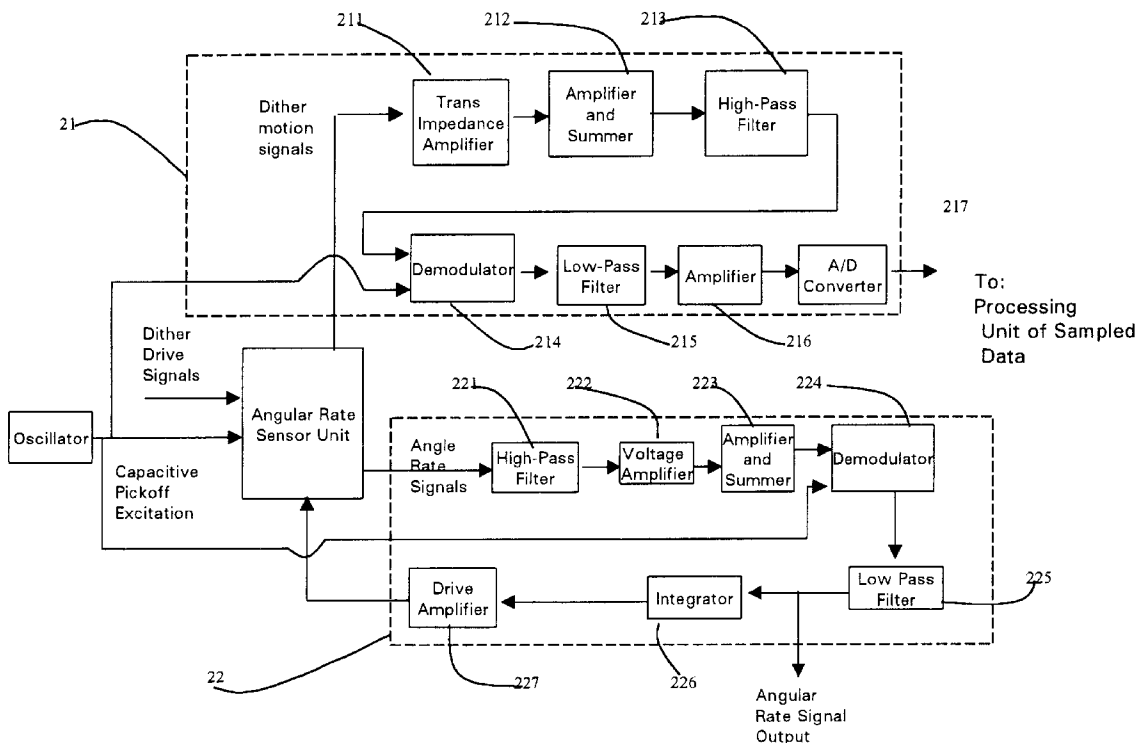 211
212
213
21
Dither
motion
signals
Trans
Impedance
Amplifier
Amplifier
and
Summer
High-Pass
Filter
217
Demodulator
Low-Pass
Filter
Amplifier
A/D
Converter
To:
Processing
Unit of Sampled
Data
214
215
216
Dither
Drive
Signals
Oscillator
Angular Rate
Sensor Unit
Capacitive
Pickoff
Excitation
221
222
223
224
Angle
Rate
Signals
High-Pass
Filter
Voltage
Amplifier
Amplifier
and
Summer
Demodulator
Drive
Amplifier
Integrator
Low Pass
Filter
225
22
227
226
Angular
Rate Signal
Output